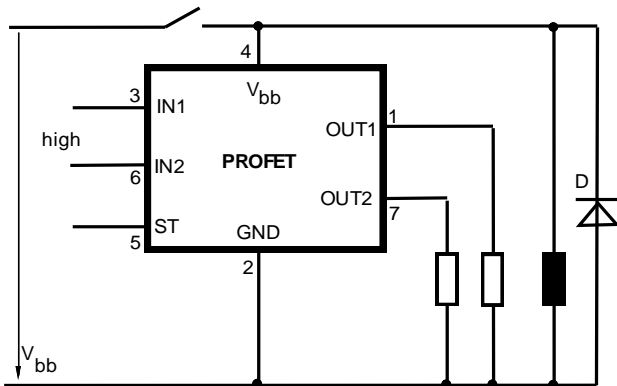 4
V_bb
3
IN1
high
IN2
6
ST
5
PROFET
OUT1
1
OUT2
7
GND
2
D
V_bb